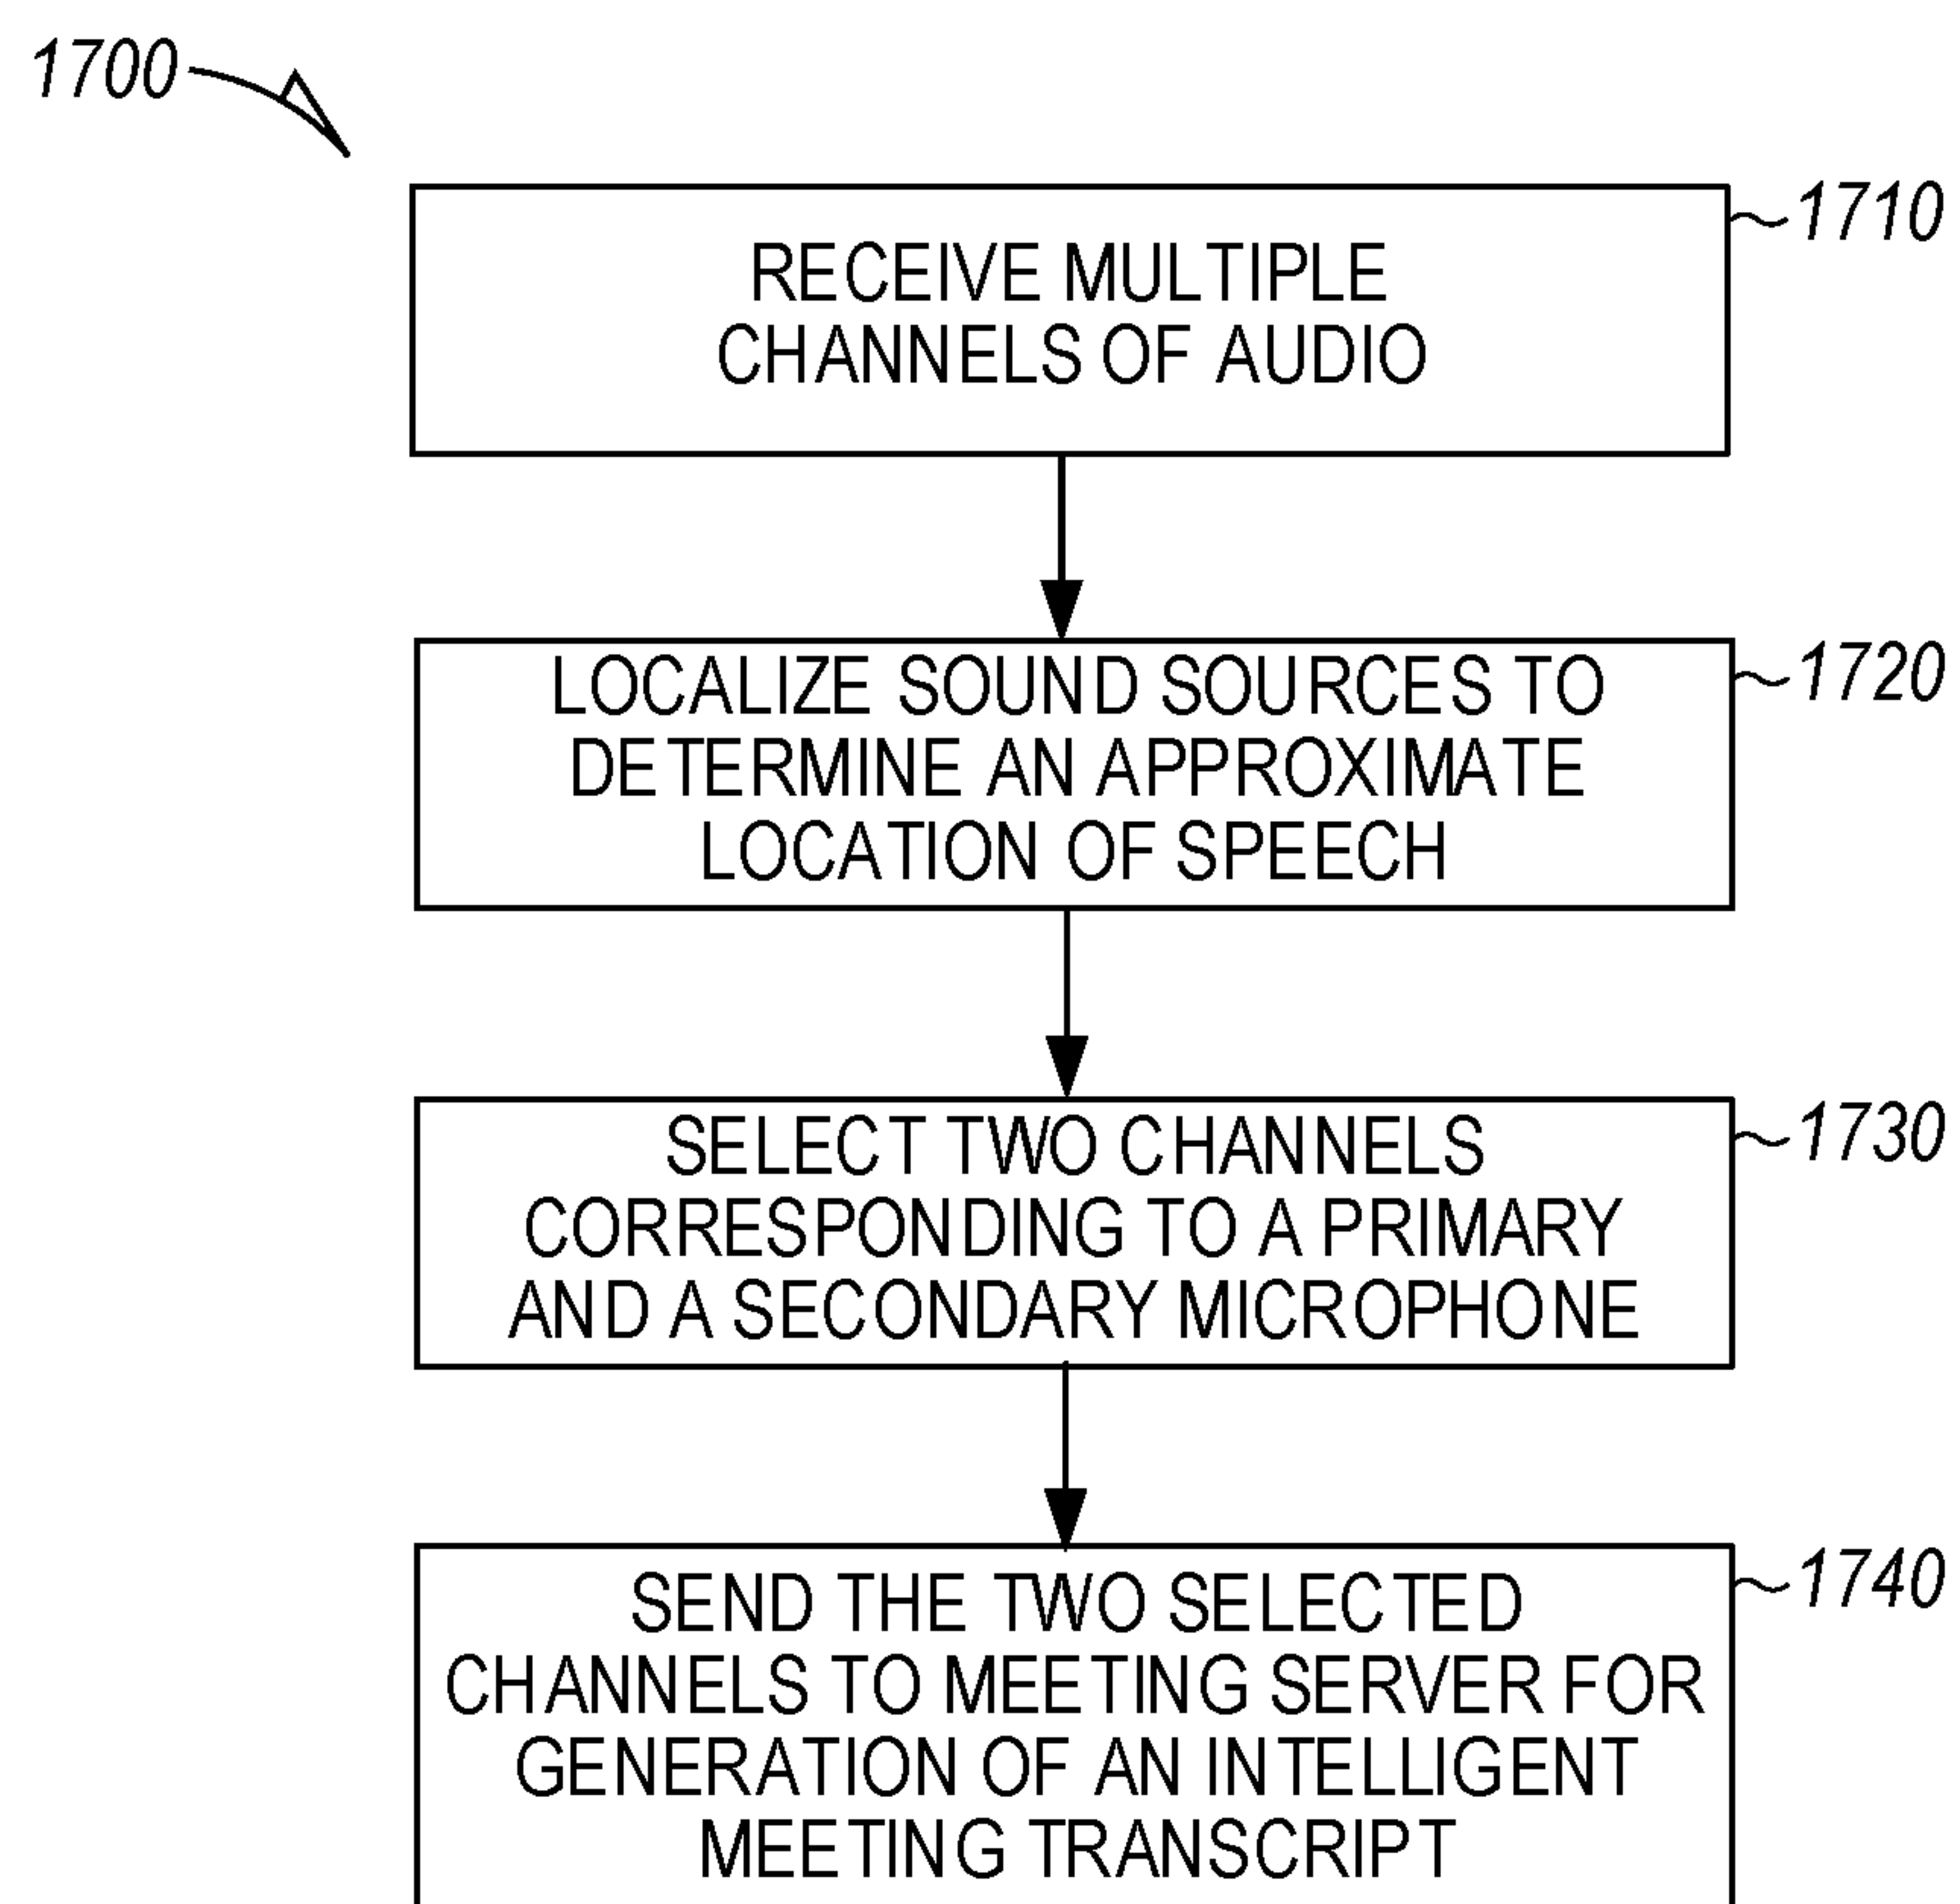 1700
1710
RECEIVE MULTIPLE
CHANNELS OF AUDIO
1720
LOCALIZE SOUND SOURCES TO
DETERMINE AN APPROXIMATE
LOCATION OF SPEECH
1730
SELECT TWO CHANNELS
CORRESPONDING TO A PRIMARY
AND A SECONDARY MICROPHONE
1740
SEND THE TWO SELECTED
CHANNELS TO MEETING SERVER FOR
GENERATION OF AN INTELLIGENT
MEETING TRANSCRIPT